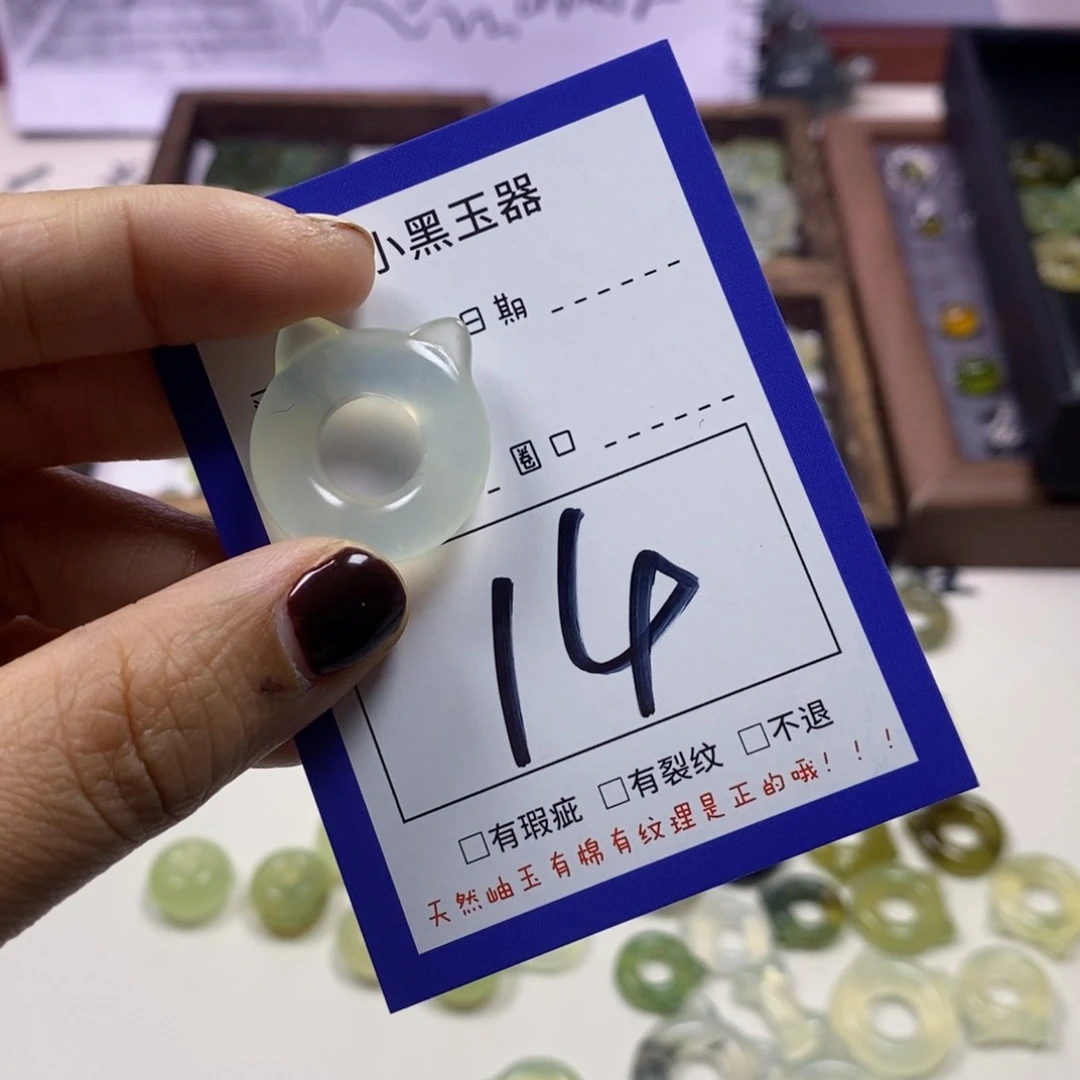 小黑玉器
日期
圈口
14
□有瑕疵 □有裂纹 □不退
天然岫玉有棉有纹理是正的哦！！！